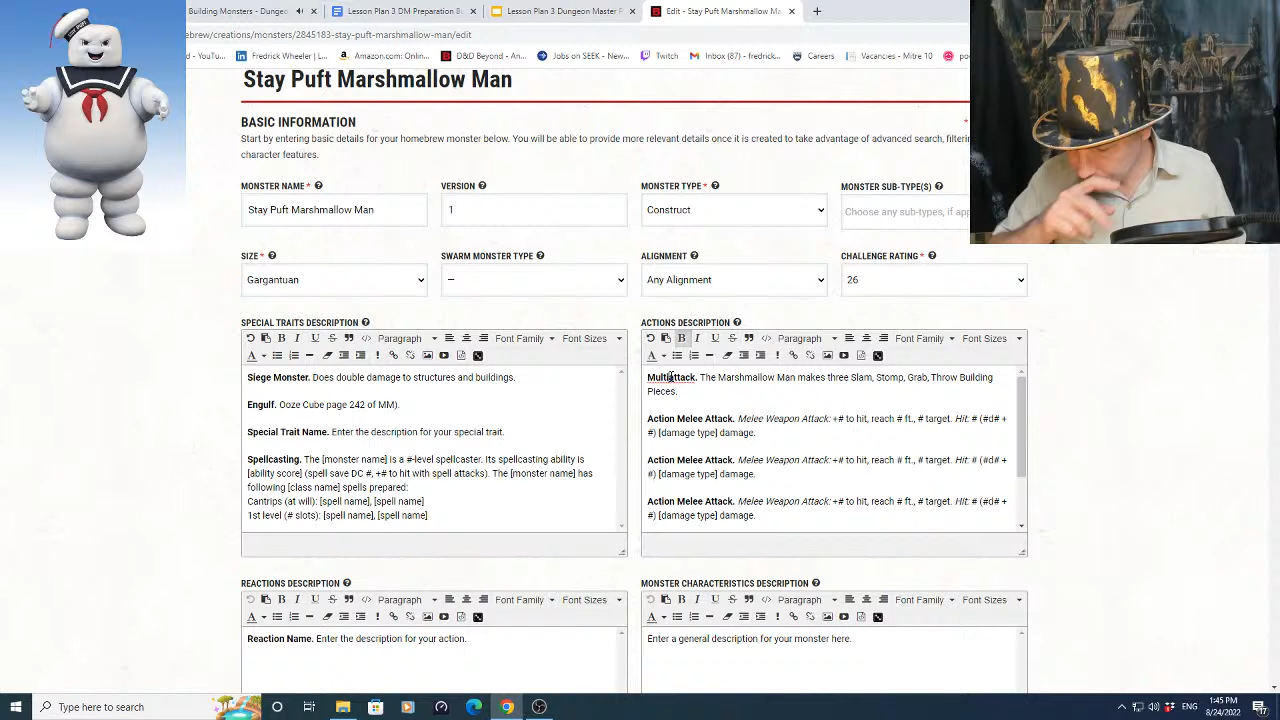 Building Monsters - Dungeo
Lesson Plan 3 DM Preparation Bu
Lesson Plan 3 Dungeon Master P
Edit - Stay Puft Marshmallow Ma
ebrew/creations/monsters/2845183-stay-puft-marshmallow-man/edit
d - YouTu...
Fredrick Wheeler | L...
Amazon.com: Onlin...
D&D Beyond - An...
Jobs on SEEK - New...
Twitch
Inbox (87) - fredrick...
Careers
Vacancies - Mitre 10
Stay Puft Marshmallow Man
BASIC INFORMATION
Start by entering basic details for your homebrew monster below. You will be able to provide more relevant details once it is created to take advantage of advanced search, filtering
character features.
MONSTER NAME *
VERSION
MONSTER TYPE *
MONSTER SUB-TYPE(S)
Stay Puft Marshmallow Man
1
Construct
Choose any sub-types, if app
SIZE *
SWARM MONSTER TYPE
ALIGNMENT
CHALLENGE RATING *
Gargantuan
—
Any Alignment
26
SPECIAL TRAITS DESCRIPTION
ACTIONS DESCRIPTION
Paragraph
Font Family
Font Sizes
Paragraph
Font Family
Font Sizes
Siege Monster. Does double damage to structures and buildings.
Engulf. Ooze Cube page 242 of MM).
Special Trait Name. Enter the description for your special trait.
Spellcasting. The [monster name] is a #-level spellcaster. Its spellcasting ability is
[ability score] (spell save DC #, +# to hit with spell attacks). The [monster name] has
following [class name] spells prepared:
Cantrips (at will): [spell name], [spell name]
1st level (# slots): [spell name], [spell name]
Multiattack. The Marshmallow Man makes three Slam, Stomp, Grab, Throw Building
Pieces.
Action Melee Attack. Melee Weapon Attack: +# to hit, reach # ft., # target. Hit: # (#d# +
#) [damage type] damage.
Action Melee Attack. Melee Weapon Attack: +# to hit, reach # ft., # target. Hit: # (#d# +
#) [damage type] damage.
Action Melee Attack. Melee Weapon Attack: +# to hit, reach # ft., # target. Hit: # (#d# +
#) [damage type] damage.
REACTIONS DESCRIPTION
MONSTER CHARACTERISTICS DESCRIPTION
Paragraph
Font Family
Font Sizes
Paragraph
Font Family
Font Sizes
Reaction Name. Enter the description for your action.
Enter a general description for your monster here.
Type here to search
ENG
1:45 PM
8/24/2022
17